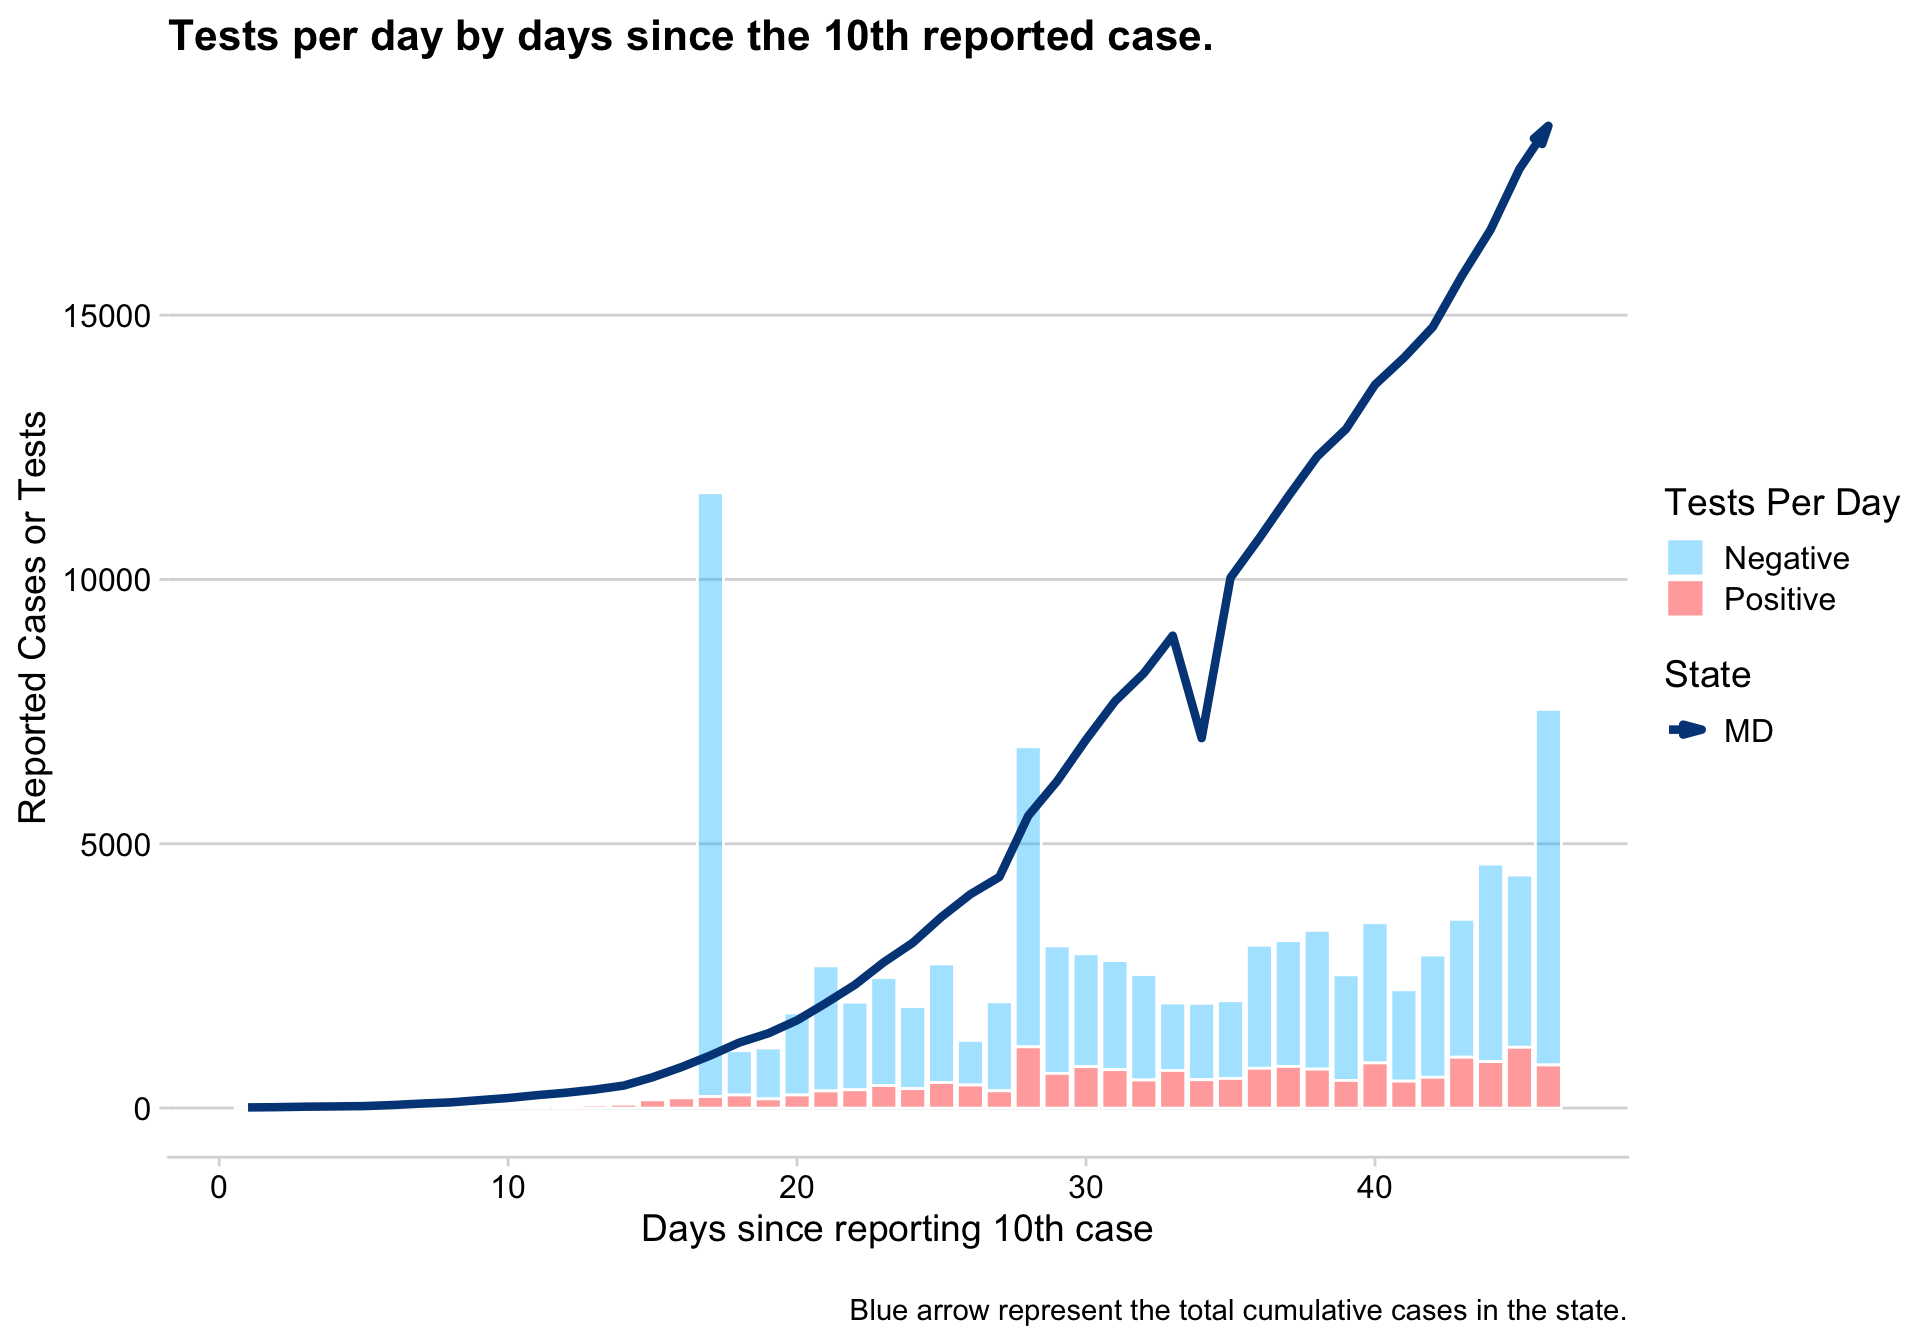 Tests per day by days since the 10th reported case.
Reported Cases or Tests
15000
10000
5000
0
0 10 20 30 40
Days since reporting 10th case
Tests Per Day
Negative
Positive
State
MD
Blue arrow represent the total cumulative cases in the state.